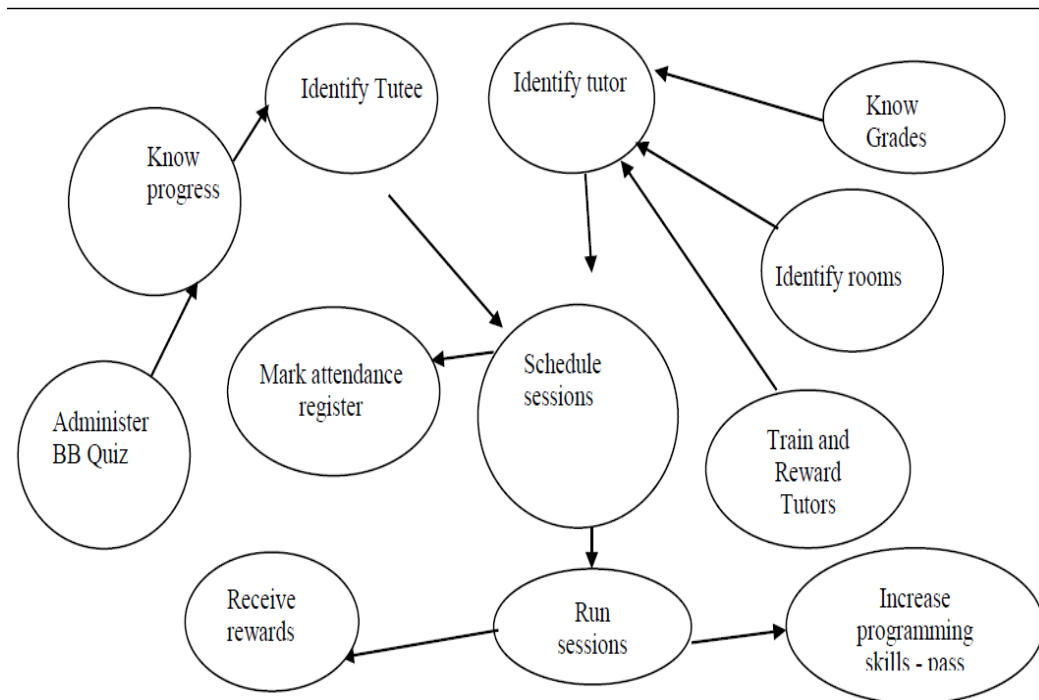 Identify Tutee
Identify tutor
Know
Grades
Know
progress
Identify rooms
Mark attendance
register
Schedule
sessions
Administer
BB Quiz
Train and
Reward
Tutors
Receive
rewards
Run
sessions
Increase
programming
skills - pass